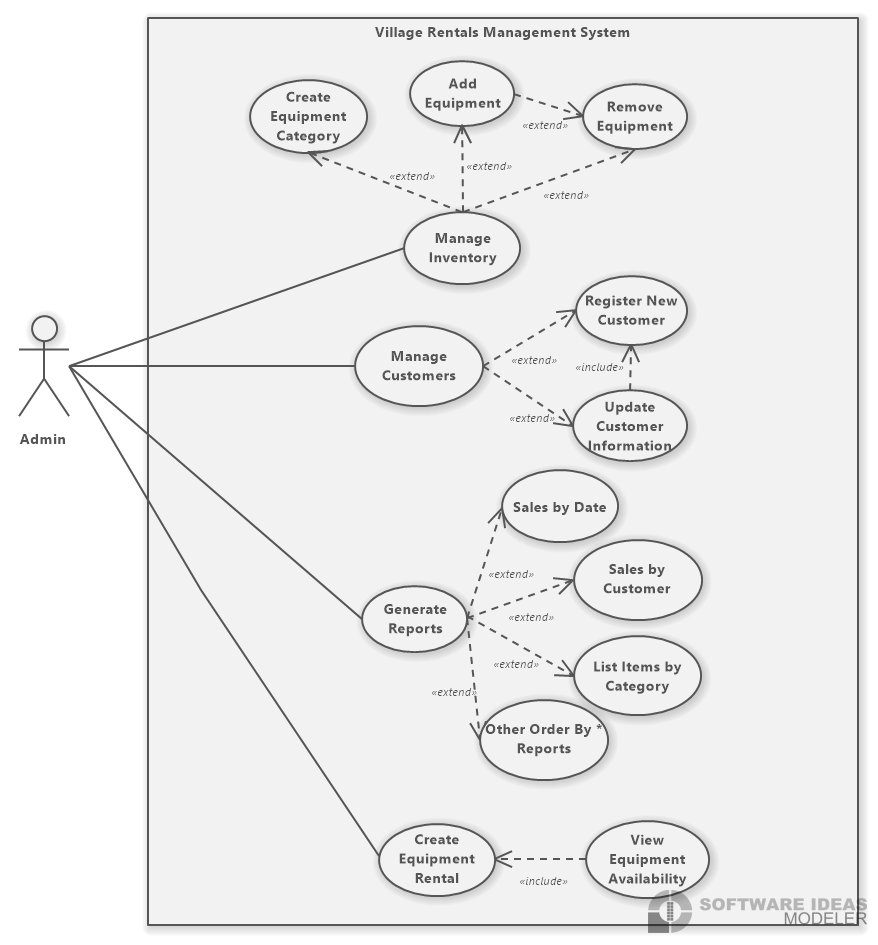 Village Rentals Management System
Create
Equipment
Category
Add
Equipment
Remove
Equipment
«extend»
«extend»
«extend»
«extend»
Manage
Inventory
Register New
Customer
Manage
Customers
«extend»
«include»
«extend»
Update
Customer
Information
Admin
Sales by Date
«extend»
Sales by
Customer
Generate
Reports
«extend»
«extend»
List Items by
Category
«extend»
Other Order By *
Reports
Create
Equipment
Rental
«include»
View
Equipment
Availability
SOFTWARE IDEAS
MODELER